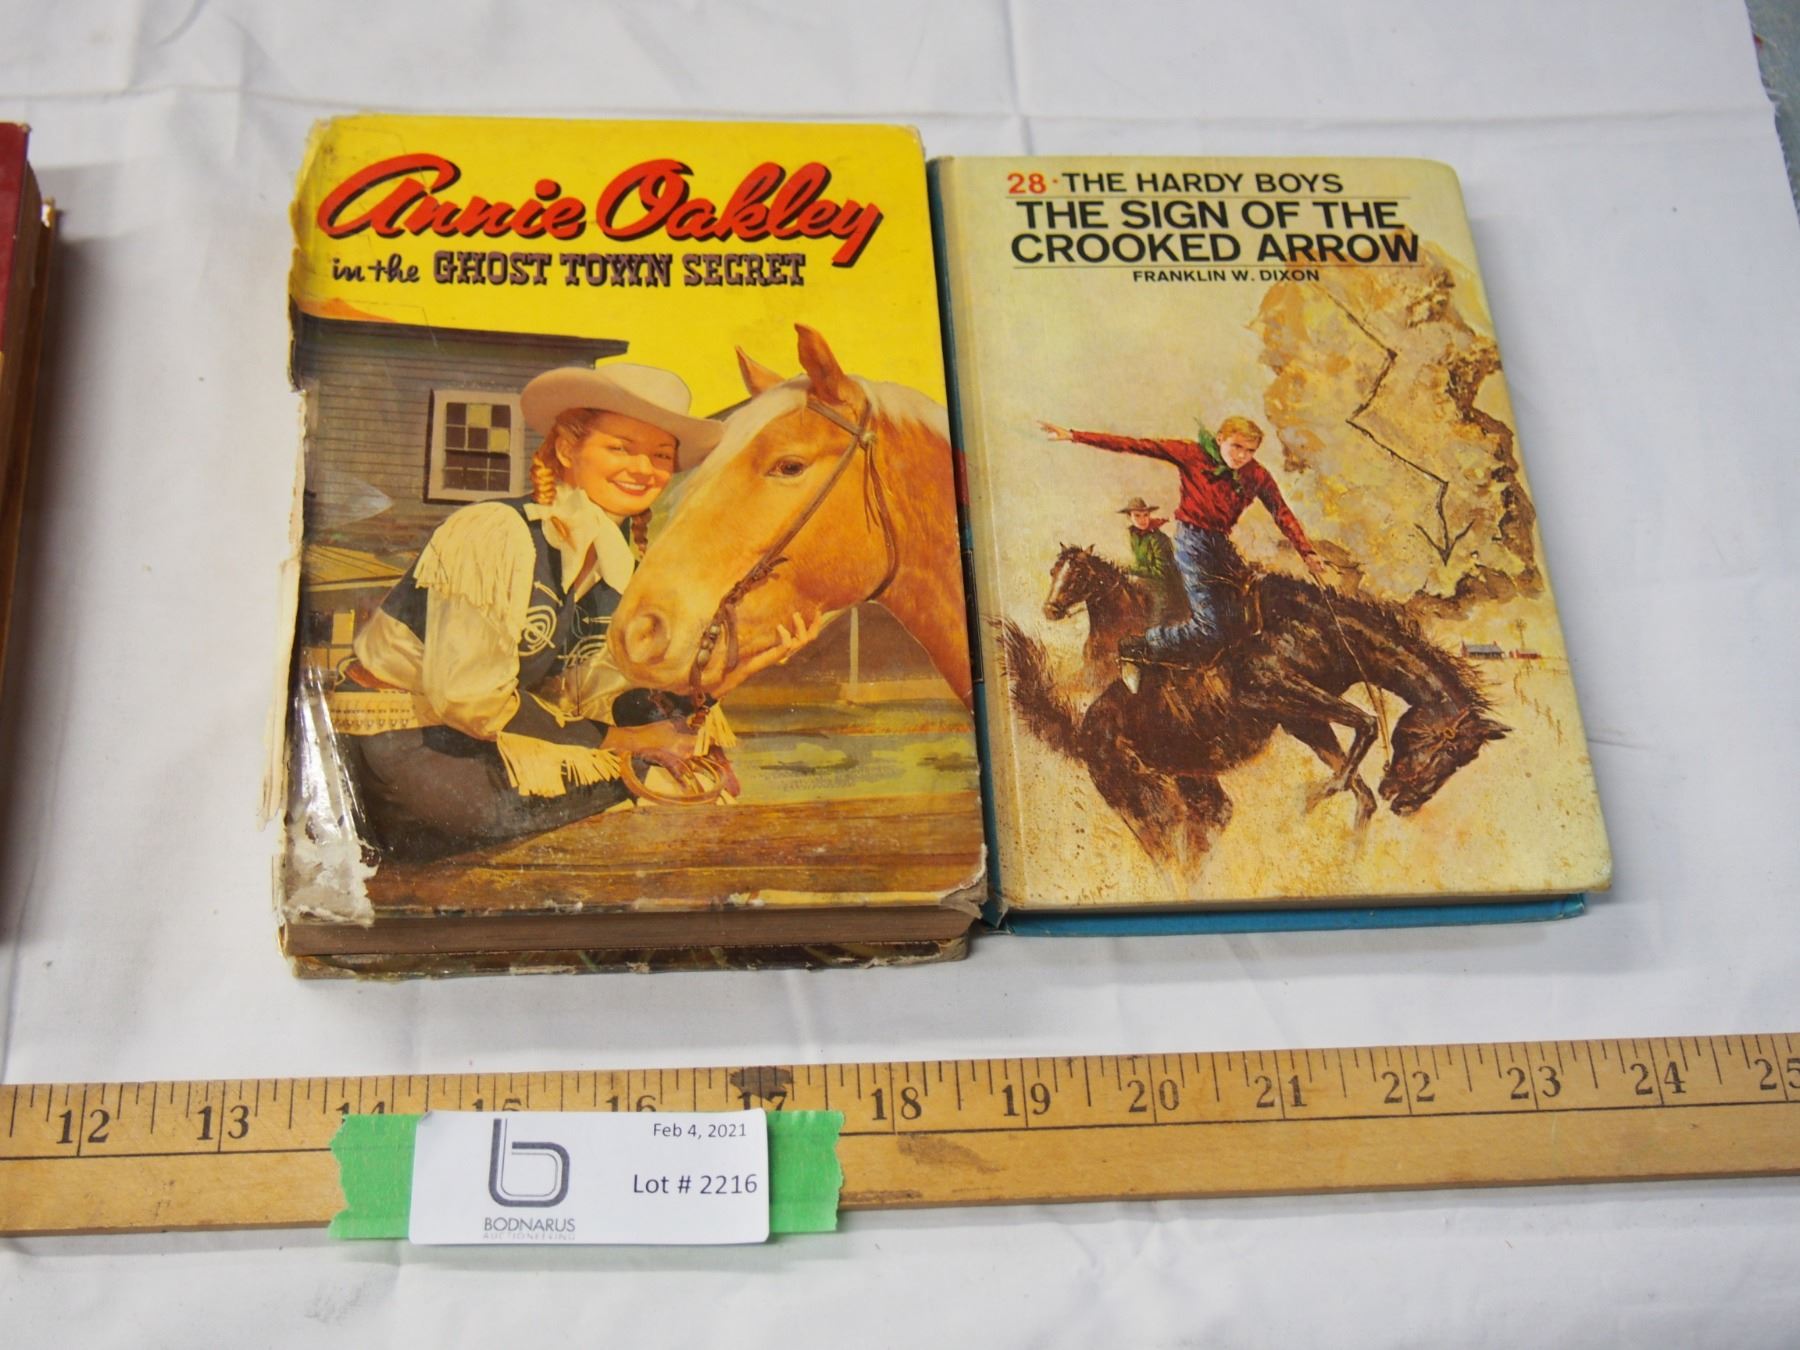 Annie Oakley
in the GHOST TOWN SECRET
28 · THE HARDY BOYS
THE SIGN OF THE
CROOKED ARROW
FRANKLIN W. DIXON
12 13 14 15 16 17 18 19 20 21 22 23 24 25
Feb 4, 2021
Lot # 2216
b
BODNARUS
AUCTIONEERING